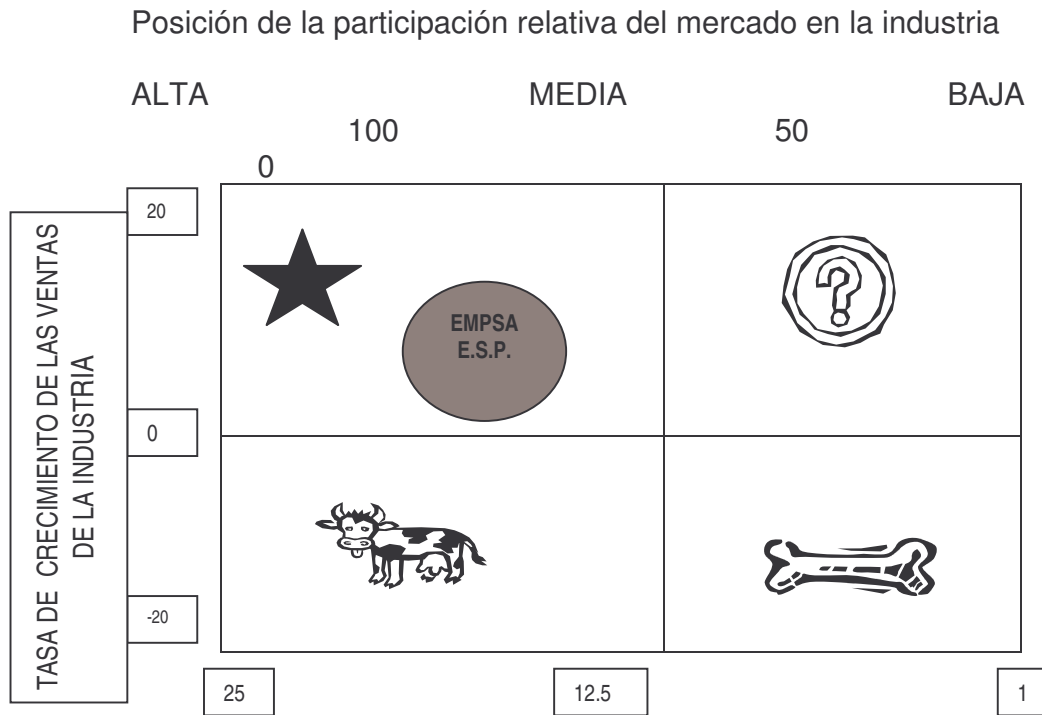 Posición de la participación relativa del mercado en la industria
ALTA MEDIA BAJA
100 50
0
20
TASA DE CRECIMIENTO DE LAS VENTAS
DE LA INDUSTRIA
?
EMPSA
E.S.P.
0
-20
25 12.5 1